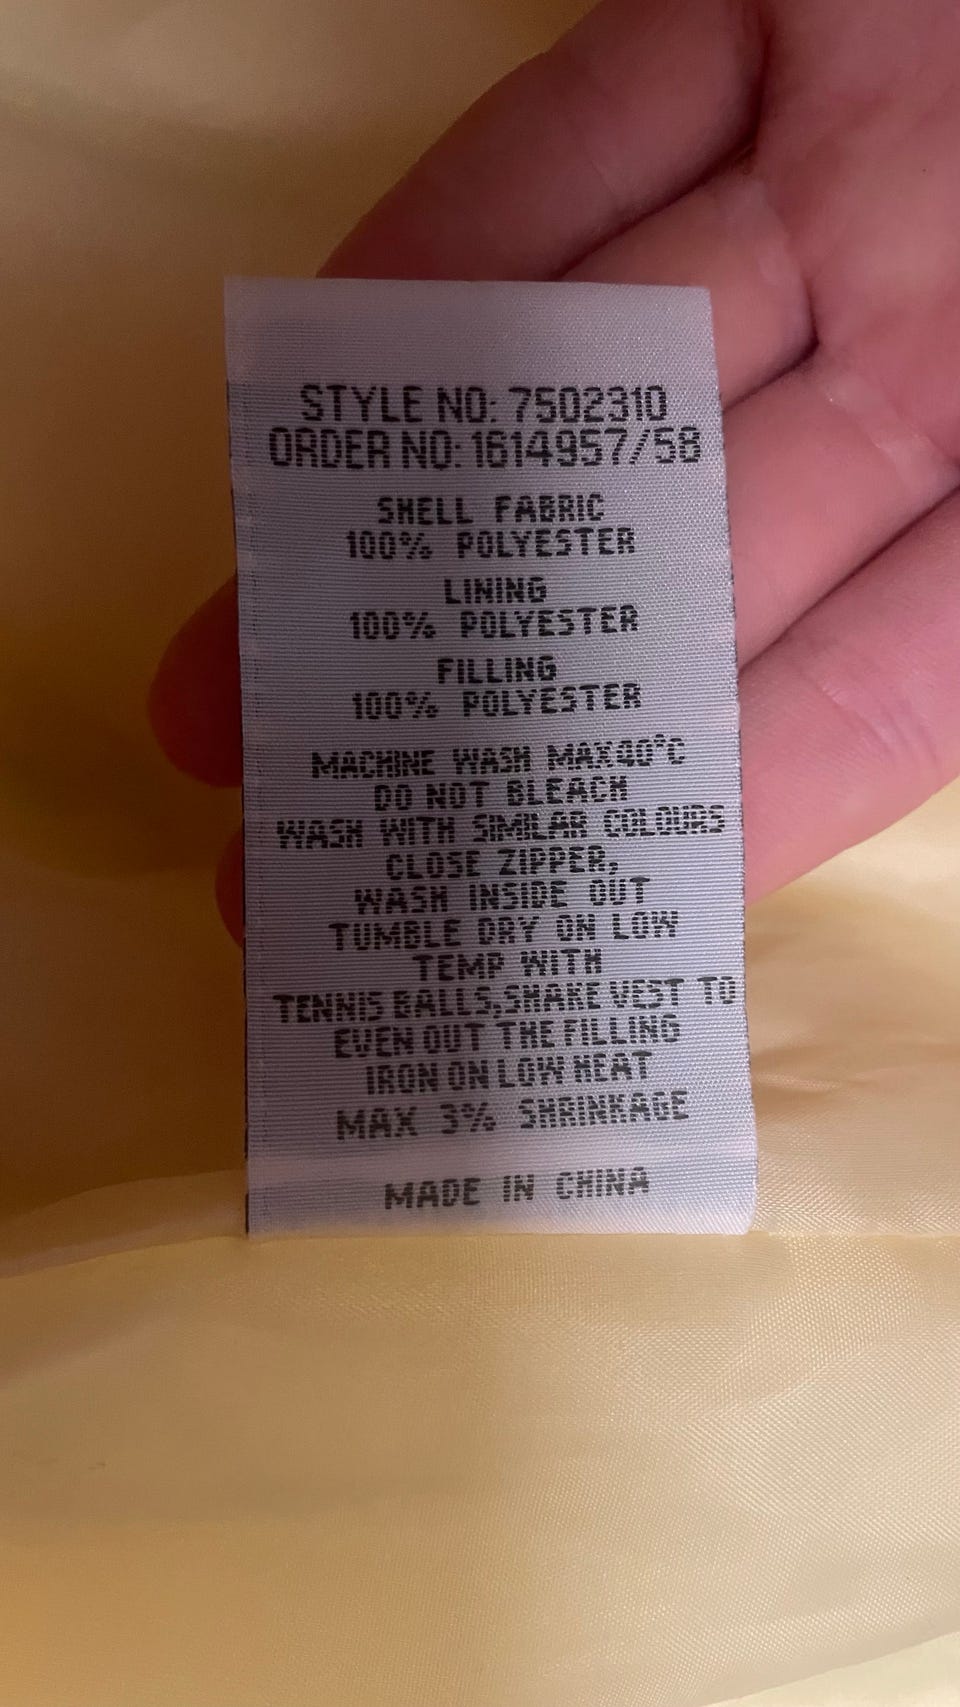 STYLE NO: 7502310
ORDER NO: 1614957/58
SHELL FABRIC
100% POLYESTER
LINING
100% POLYESTER
FILLING
100% POLYESTER
MACHINE WASH MAX40°C
DO NOT BLEACH
WASH WITH SIMILAR COLOURS
CLOSE ZIPPER,
WASH INSIDE OUT
TUMBLE DRY ON LOW
TEMP WITH
TENNIS BALLS,SHAKE VEST TO
EVEN OUT THE FILLING
IRON ON LOW HEAT
MAX 3% SHRINKAGE
MADE IN CHINA